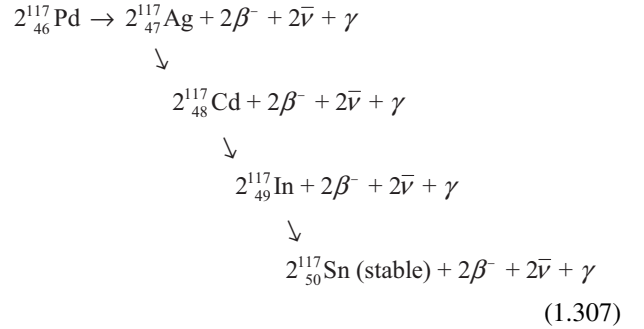 2 ¹¹⁷₄₆Pd → 2 ¹¹⁷₄₇Ag + 2β⁻ + 2ν̅ + γ
↘
2 ¹¹⁷₄₈Cd + 2β⁻ + 2ν̅ + γ
↘
2 ¹¹⁷₄₉In + 2β⁻ + 2ν̅ + γ
↘
2 ¹¹⁷₅₀Sn (stable) + 2β⁻ + 2ν̅ + γ
(1.307)